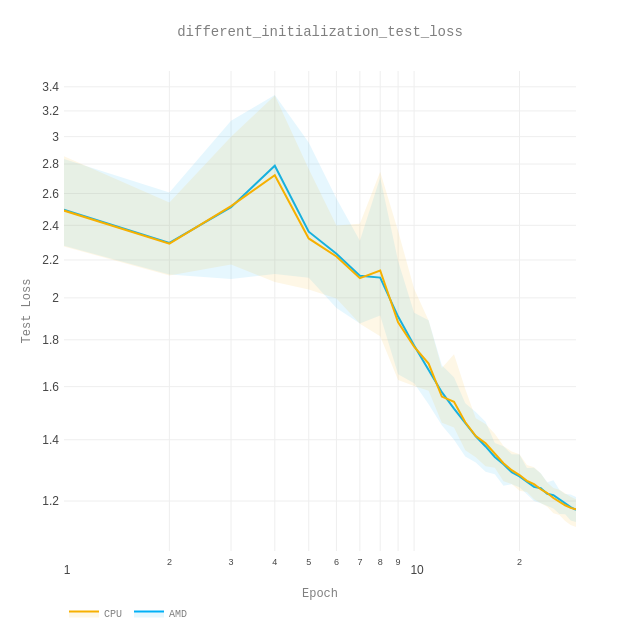 different_initialization_test_loss
3.4
3.2
3
2.8
2.6
2.4
2.2
2
1.8
1.6
1.4
1.2
Test Loss
1 2 3 4 5 6 7 8 9 10 2
Epoch
CPU AMD